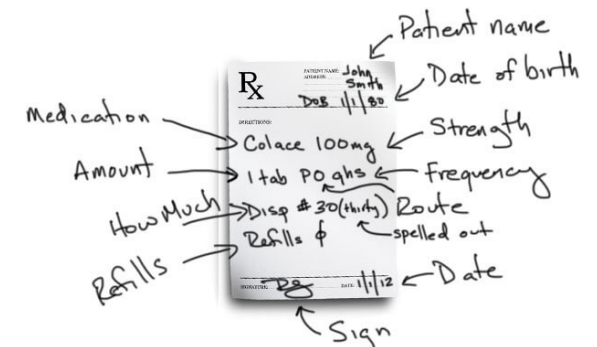 Patient name
Rx
PATIENT NAME: John Smith
ADDRESS:
Date of birth
DOB 1/1/80
DIRECTIONS:
Medication
Colace 100mg
Strength
Amount
1 tab PO qhs
Frequency
How Much
Disp #30 (thirty)
Route
spelled out
Refills
Refills ϕ
SIGNATURE:
DATE: 1/1/12
Date
Sign